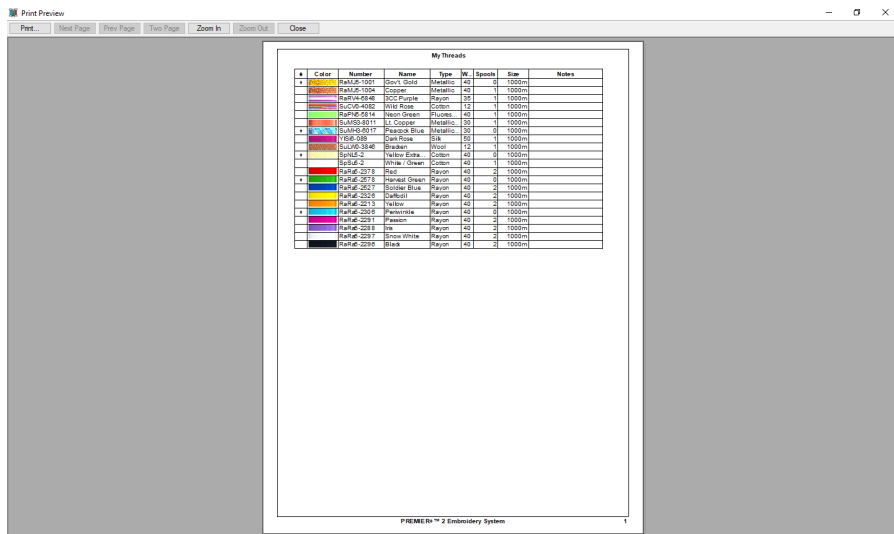 Print Preview
Print... Next Page Prev Page Two Page Zoom In Zoom Out Close
My Threads
Color Number Name Type W... Spools Size Notes
RaMJ5-1001 Gov't. Gold Metallic 40 0 1000m
RaMJ5-1004 Copper Metallic 40 1 1000m
RaRV4-6848 3CC Purple Rayon 35 1 1000m
SuCV0-4082 Wild Rose Cotton 12 1 1000m
RaPN6-5814 Neon Green Fluores... 40 1 1000m
SuMS3-8011 Lt. Copper Metallic... 30 1 1000m
SuMH3-6017 Peacock Blue Metallic... 30 0 1000m
YlSi6-089 Dark Rose Silk 50 1 1000m
SuLW0-3846 Bracken Wool 12 1 1000m
SpNL5-2 Yellow Extra... Cotton 40 0 1000m
SpSu5-2 White / Green Cotton 40 1 1000m
RaRa5-2378 Red Rayon 40 2 1000m
RaRa5-2578 Harvest Green Rayon 40 0 1000m
RaRa5-2527 Soldier Blue Rayon 40 2 1000m
RaRa5-2326 Daffodil Rayon 40 2 1000m
RaRa5-2213 Yellow Rayon 40 2 1000m
RaRa5-2306 Periwinkle Rayon 40 0 1000m
RaRa5-2291 Passion Rayon 40 2 1000m
RaRa5-2288 Iris Rayon 40 2 1000m
RaRa5-2297 Snow White Rayon 40 2 1000m
RaRa5-2296 Black Rayon 40 2 1000m
PREMIER+™ 2 Embroidery System 1